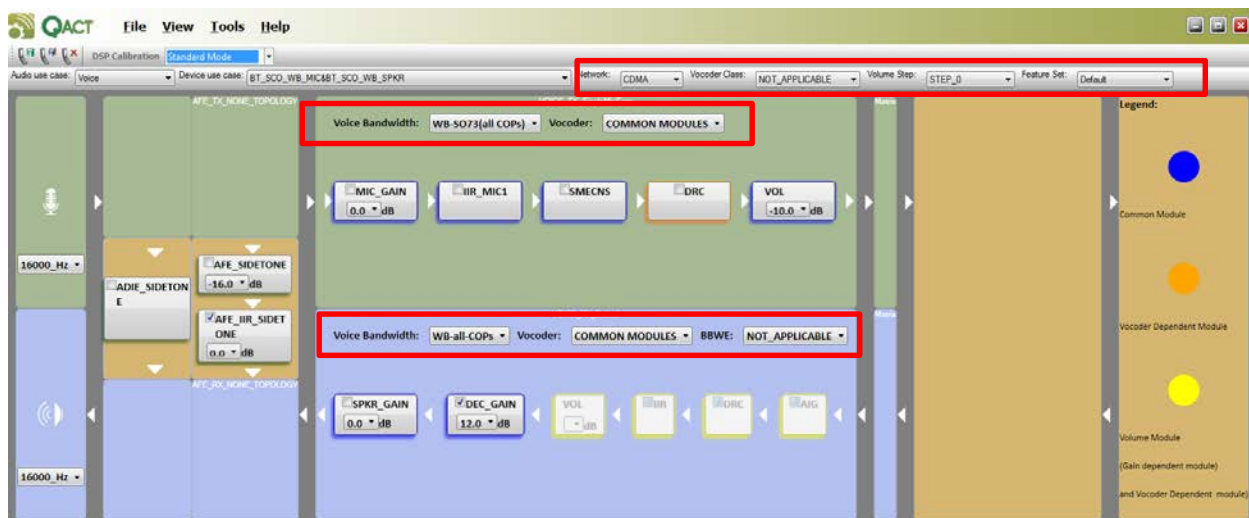 QACT File View Tools Help
DSP Calibration Standard Mode
Audio use case: Voice Device use case: BT_SCO_WB_MIC&BT_SCO_WB_SPKR Network: CDMA Vocoder Class: NOT_APPLICABLE Volume Step: STEP_0 Feature Set: Default
AFE_TX_NONE_TOPOLOGY
Matrix
Legend:
Voice Bandwidth: WB-SO73(all COPs) Vocoder: COMMON MODULES
MIC_GAIN IIR_MIC1 SMECNS DRC VOL
0.0 dB -10.0 dB
Common Module
16000_Hz
AFE_SIDETONE
-16.0 dB
ADIE_SIDETON
E
AFE_IIR_SIDET
ONE
0.0 dB
Matrix
Voice Bandwidth: WB-all-COPs Vocoder: COMMON MODULES BBWE: NOT_APPLICABLE
Vocoder Dependent Module
AFE_RX_NONE_TOPOLOGY
SPKR_GAIN DEC_GAIN VOL IIR DRC AIG
0.0 dB 12.0 dB dB
Volume Module
(Gain dependent module)
and Vocoder Dependent module)
16000_Hz